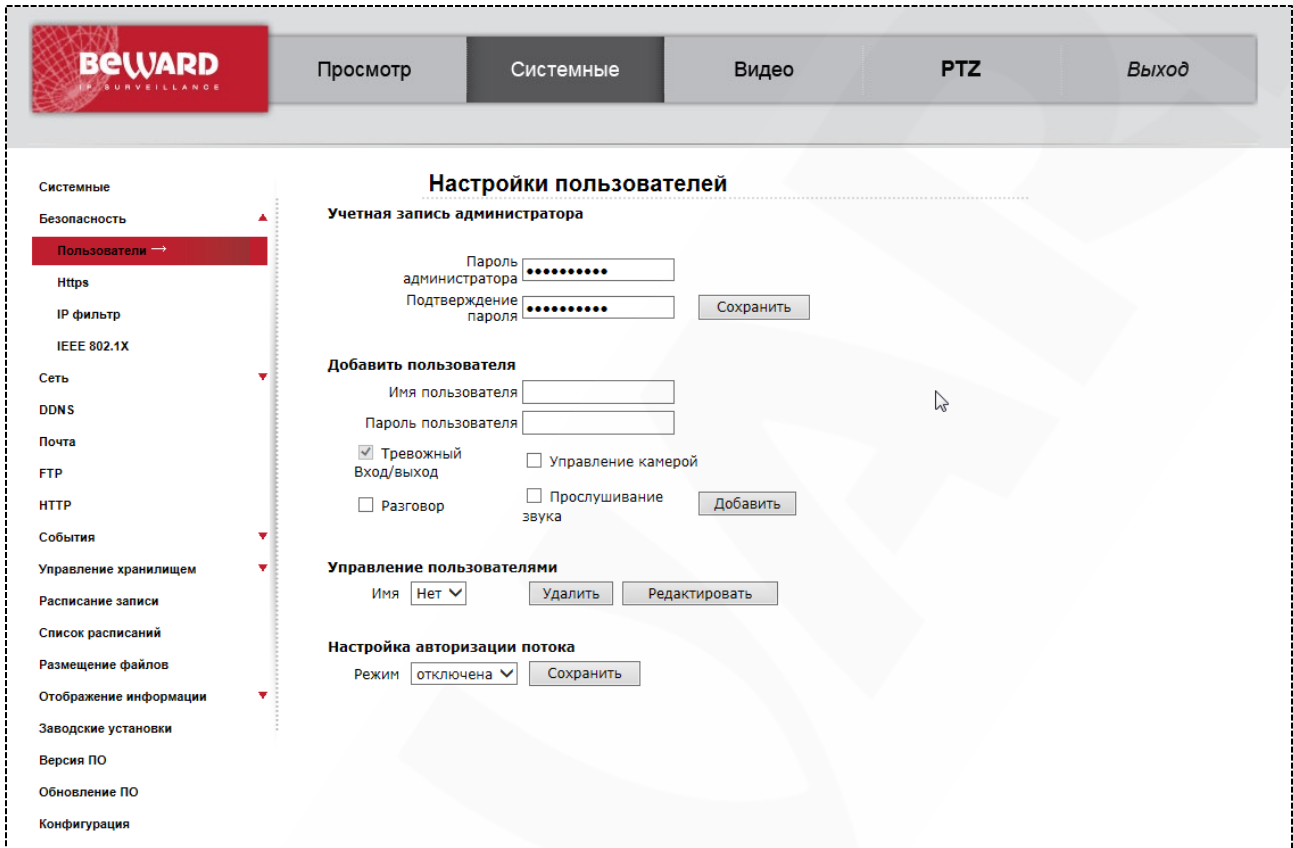 BEWARD
IP SURVEILLANCE
Просмотр
Системные
Видео
PTZ
Выход
Системные
Безопасность
Пользователи →
Https
IP фильтр
IEEE 802.1X
Сеть
DDNS
Почта
FTP
HTTP
События
Управление хранилищем
Расписание записи
Список расписаний
Размещение файлов
Отображение информации
Заводские установки
Версия ПО
Обновление ПО
Конфигурация
Настройки пользователей
Учетная запись администратора
Пароль
администратора ••••••••••
Подтверждение
пароля •••••••••• Сохранить
Добавить пользователя
Имя пользователя
Пароль пользователя
Тревожный
Вход/выход
Управление камерой
Разговор
Прослушивание
звука
Добавить
Управление пользователями
Имя Нет Удалить Редактировать
Настройка авторизации потока
Режим отключена Сохранить